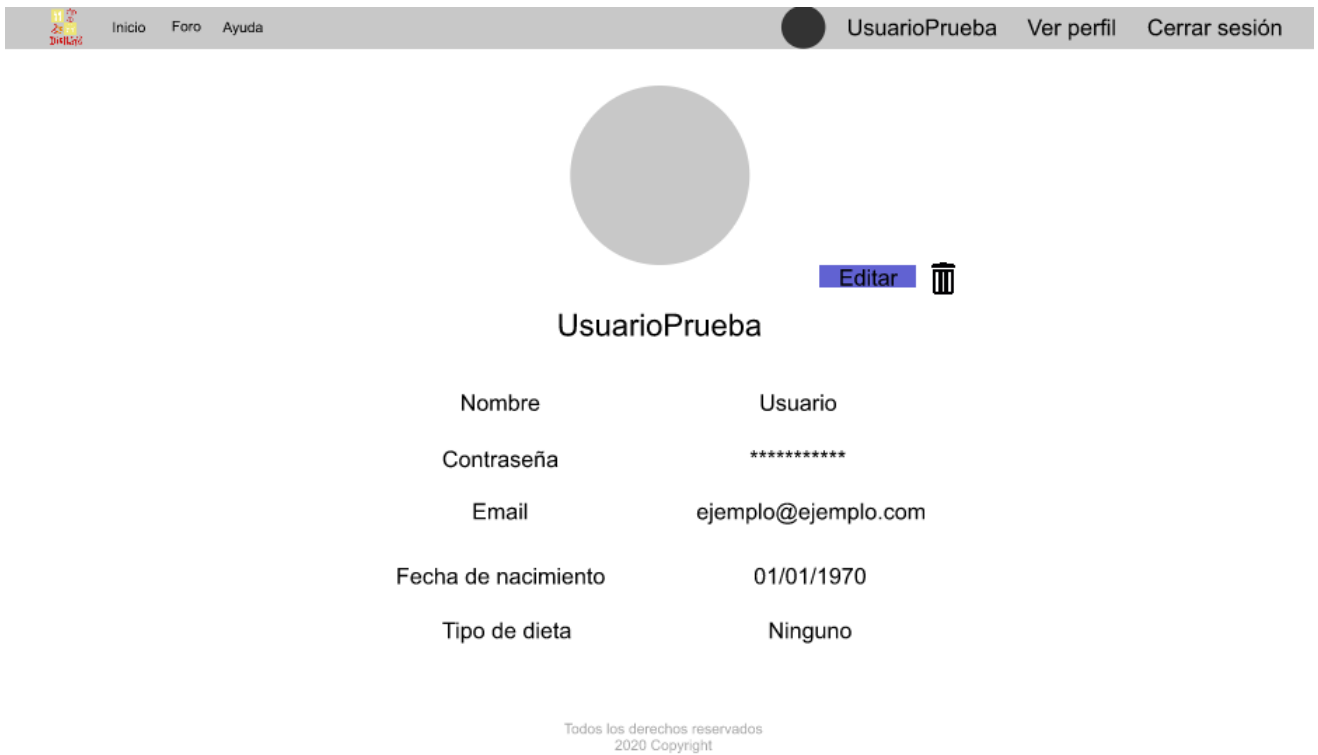 Inicio Foro Ayuda UsuarioPrueba Ver perfil Cerrar sesión
Editar
UsuarioPrueba
Nombre Usuario
Contraseña ***********
Email ejemplo@ejemplo.com
Fecha de nacimiento 01/01/1970
Tipo de dieta Ninguno
Todos los derechos reservados
2020 Copyright